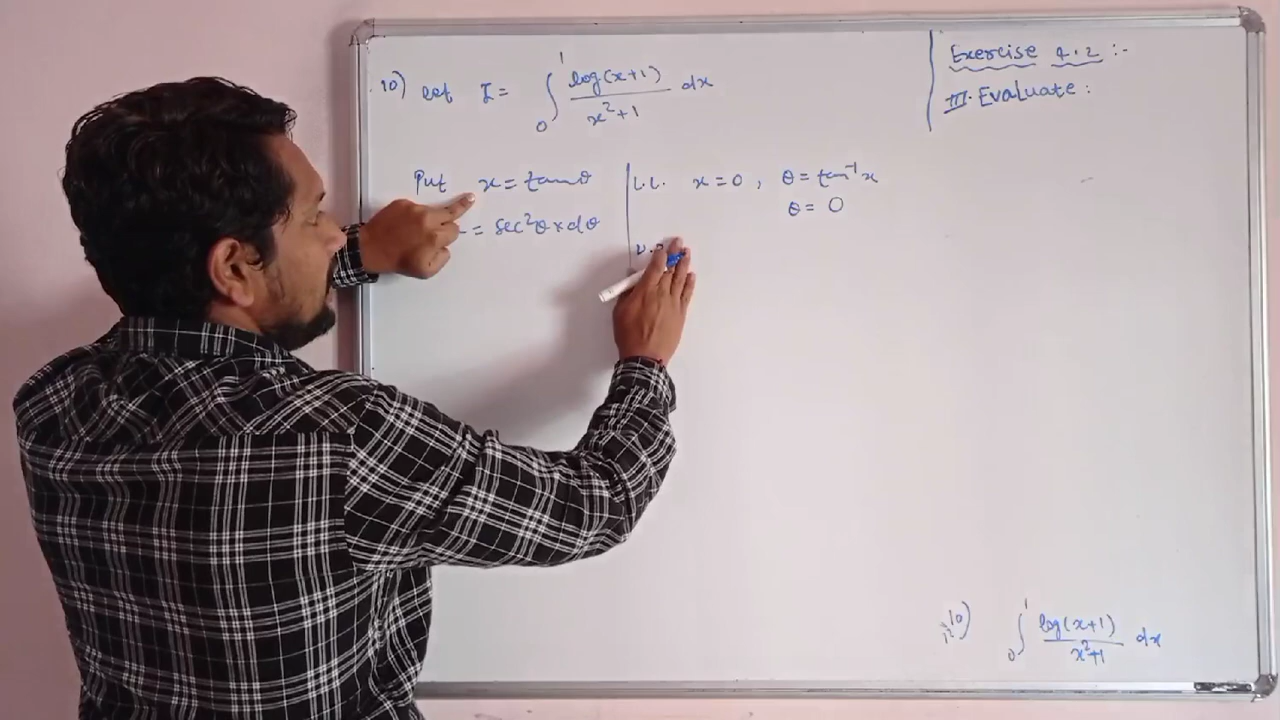 10) Let I = ∫₀¹ log(x+1)/(x²+1) dx
Put x = tanθ
= sec²θ x dθ
L.L. x = 0, θ = tan⁻¹x
θ = 0
Exercise 4.2 :-
III. Evaluate :
10) ∫₀¹ log(x+1)/(x²+1) dx